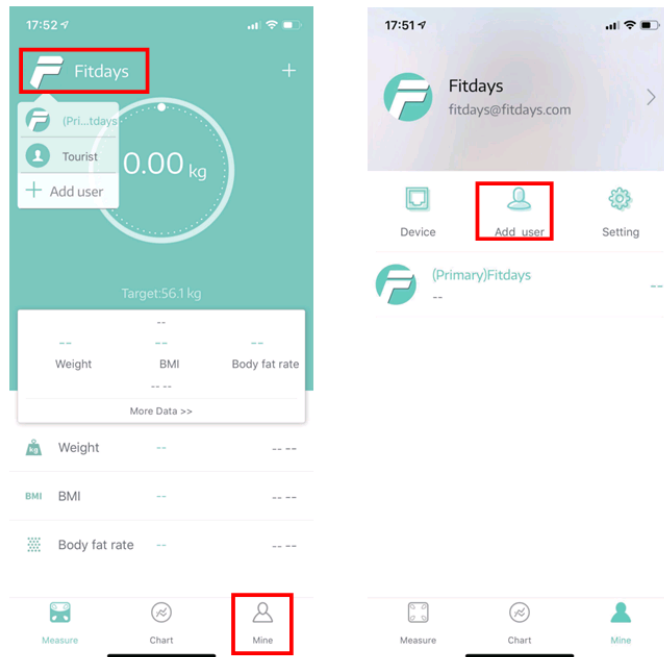 17:52
Fitdays
+
(Pri...tdays
Tourist
+ Add user
0.00 kg
Target:56.1 kg
--
-- -- --
Weight BMI Body fat rate
-- --
More Data >>
Weight -- -- --
BMI BMI -- -- --
Body fat rate -- -- --
Measure Chart Mine
17:51
Fitdays
fitdays@fitdays.com
Device Add user Setting
(Primary)Fitdays --
--
Measure Chart Mine